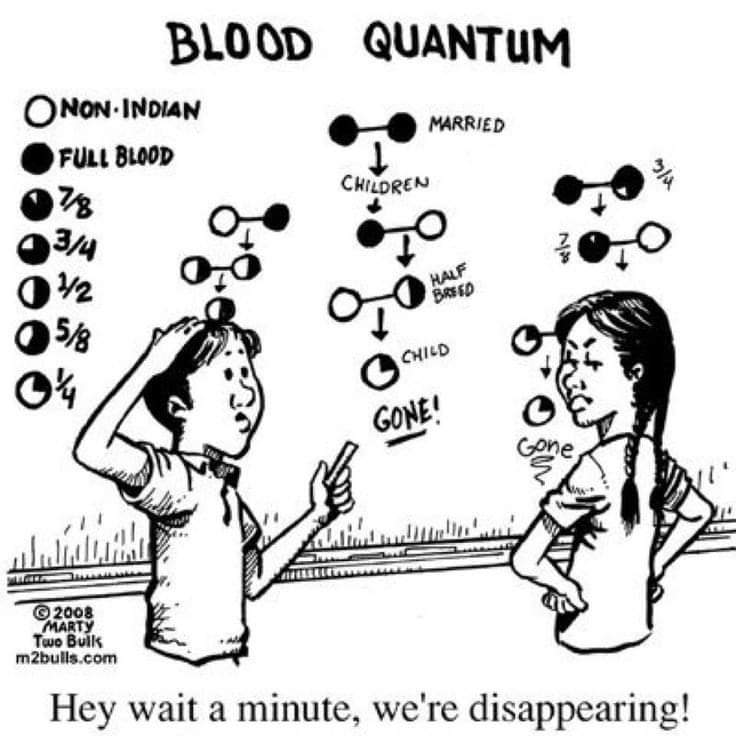 BLOOD QUANTUM
NON-INDIAN
FULL BLOOD
7/8
3/4
1/2
5/8
1/4
MARRIED
CHILDREN
HALF
BREED
CHILD
GONE!
3/4
7/8
Gone
© 2008
MARTY
Two Bulls
m2bulls.com
Hey wait a minute, we're disappearing!